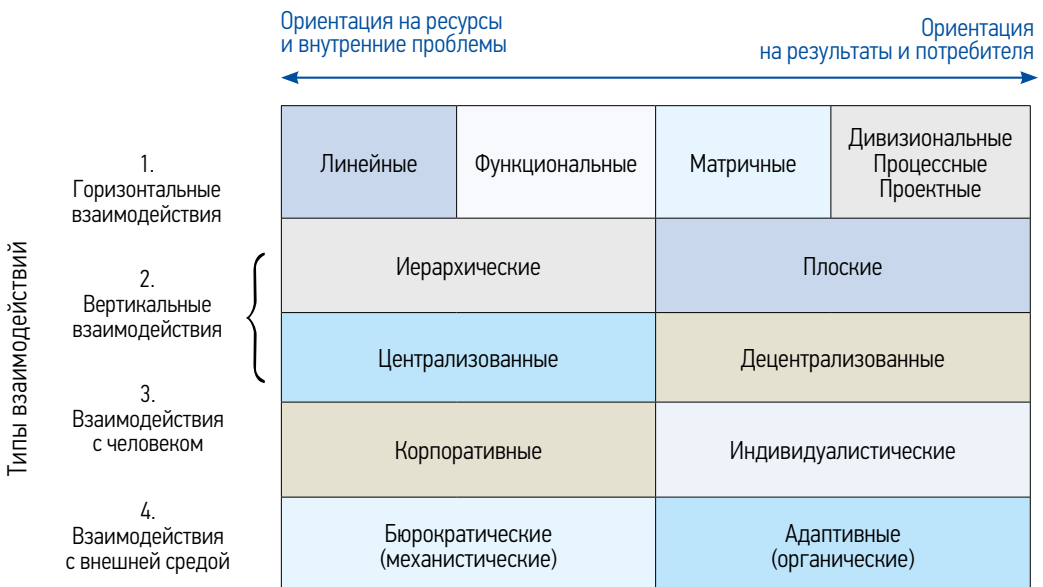 Ориентация на ресурсы
и внутренние проблемы
Ориентация
на результаты и потребителя
Типы взаимодействий
1.
Горизонтальные
взаимодействия
Линейные
Функциональные
Матричные
Дивизиональные
Процессные
Проектные
2.
Вертикальные
взаимодействия
Иерархические
Плоские
Централизованные
Децентрализованные
3.
Взаимодействия
с человеком
Корпоративные
Индивидуалистические
4.
Взаимодействия
с внешней средой
Бюрократические
(механистические)
Адаптивные
(органические)